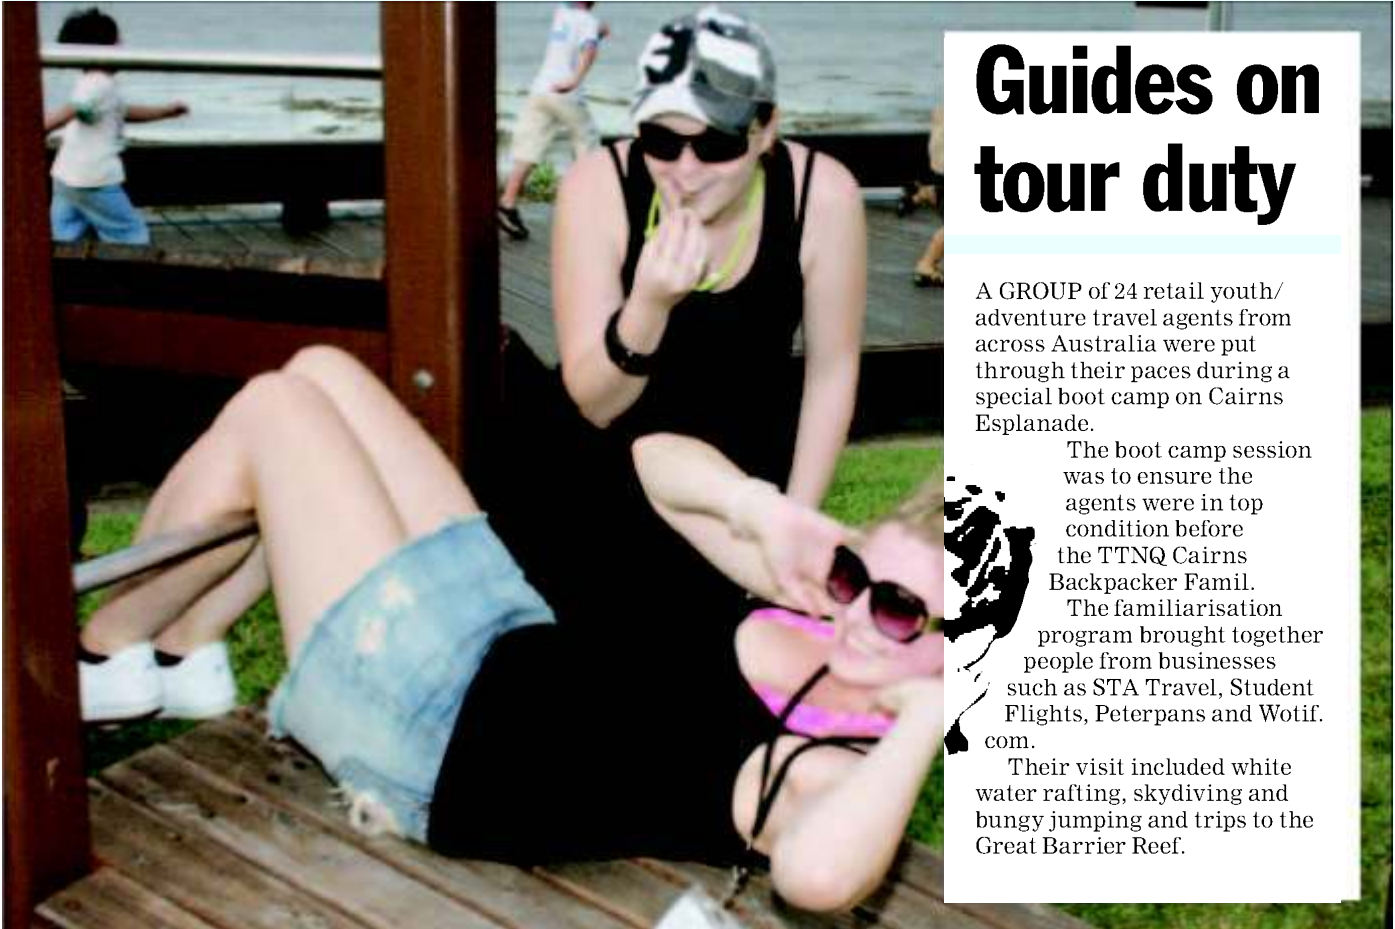 Guides on
tour duty
A GROUP of 24 retail youth/
adventure travel agents from
across Australia were put
through their paces during a
special boot camp on Cairns
Esplanade.
The boot camp session
was to ensure the
agents were in top
condition before
the TTNQ Cairns
Backpacker Famil.
The familiarisation
program brought together
people from businesses
such as STA Travel, Student
Flights, Peterpans and Wotif.
com.
Their visit included white
water rafting, skydiving and
bungy jumping and trips to the
Great Barrier Reef.